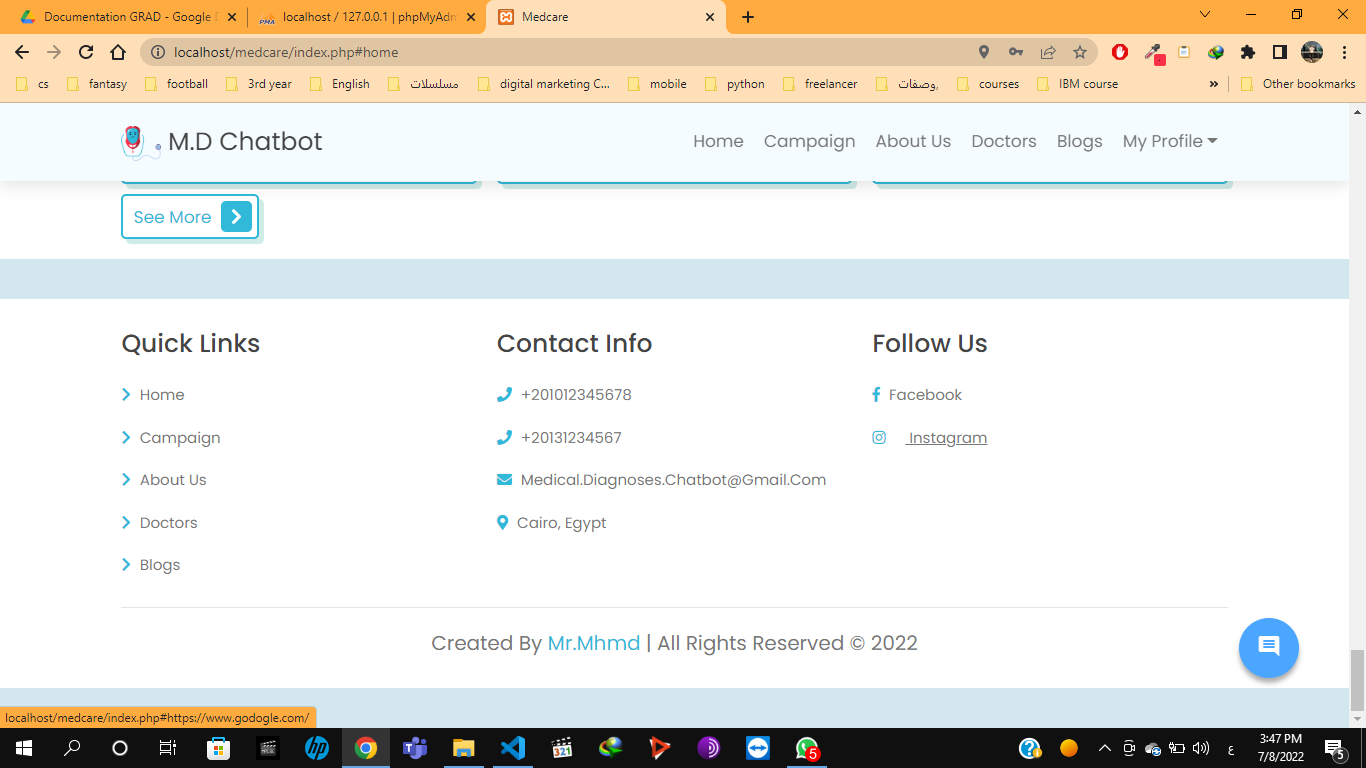 Documentation GRAD - Google D
PMA localhost / 127.0.0.1 | phpMyAdm
Medcare
localhost/medcare/index.php#home
cs fantasy football 3rd year English مسلسلات digital marketing C... mobile python freelancer وصفات, courses IBM course » Other bookmarks
M.D Chatbot Home Campaign About Us Doctors Blogs My Profile
See More
Quick Links
Home
Campaign
About Us
Doctors
Blogs
Contact Info
+201012345678
+20131234567
Medical.Diagnoses.Chatbot@Gmail.Com
Cairo, Egypt
Follow Us
Facebook
Instagram
Created By Mr.Mhmd | All Rights Reserved © 2022
localhost/medcare/index.php#https://www.godogle.com/
321
5
ع
3:47 PM
7/8/2022
5